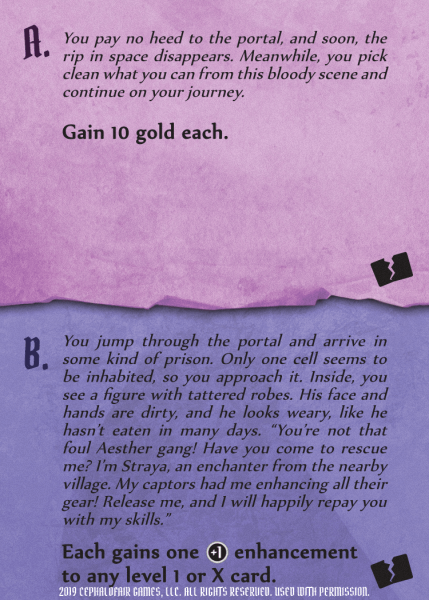 A.
You pay no heed to the portal, and soon, the
rip in space disappears. Meanwhile, you pick
clean what you can from this bloody scene and
continue on your journey.
Gain 10 gold each.
B.
You jump through the portal and arrive in
some kind of prison. Only one cell seems to
be inhabited, so you approach it. Inside, you
see a figure with tattered robes. His face and
hands are dirty, and he looks weary, like he
hasn't eaten in many days. “You're not that
foul Aesther gang! Have you come to rescue
me? I'm Straya, an enchanter from the nearby
village. My captors had me enhancing all their
gear! Release me, and I will happily repay you
with my skills.”
Each gains one +1 enhancement
to any level 1 or X card.
2019 CEPHALOFAIR GAMES, LLC. ALL RIGHTS RESERVED. USED WITH PERMISSION.